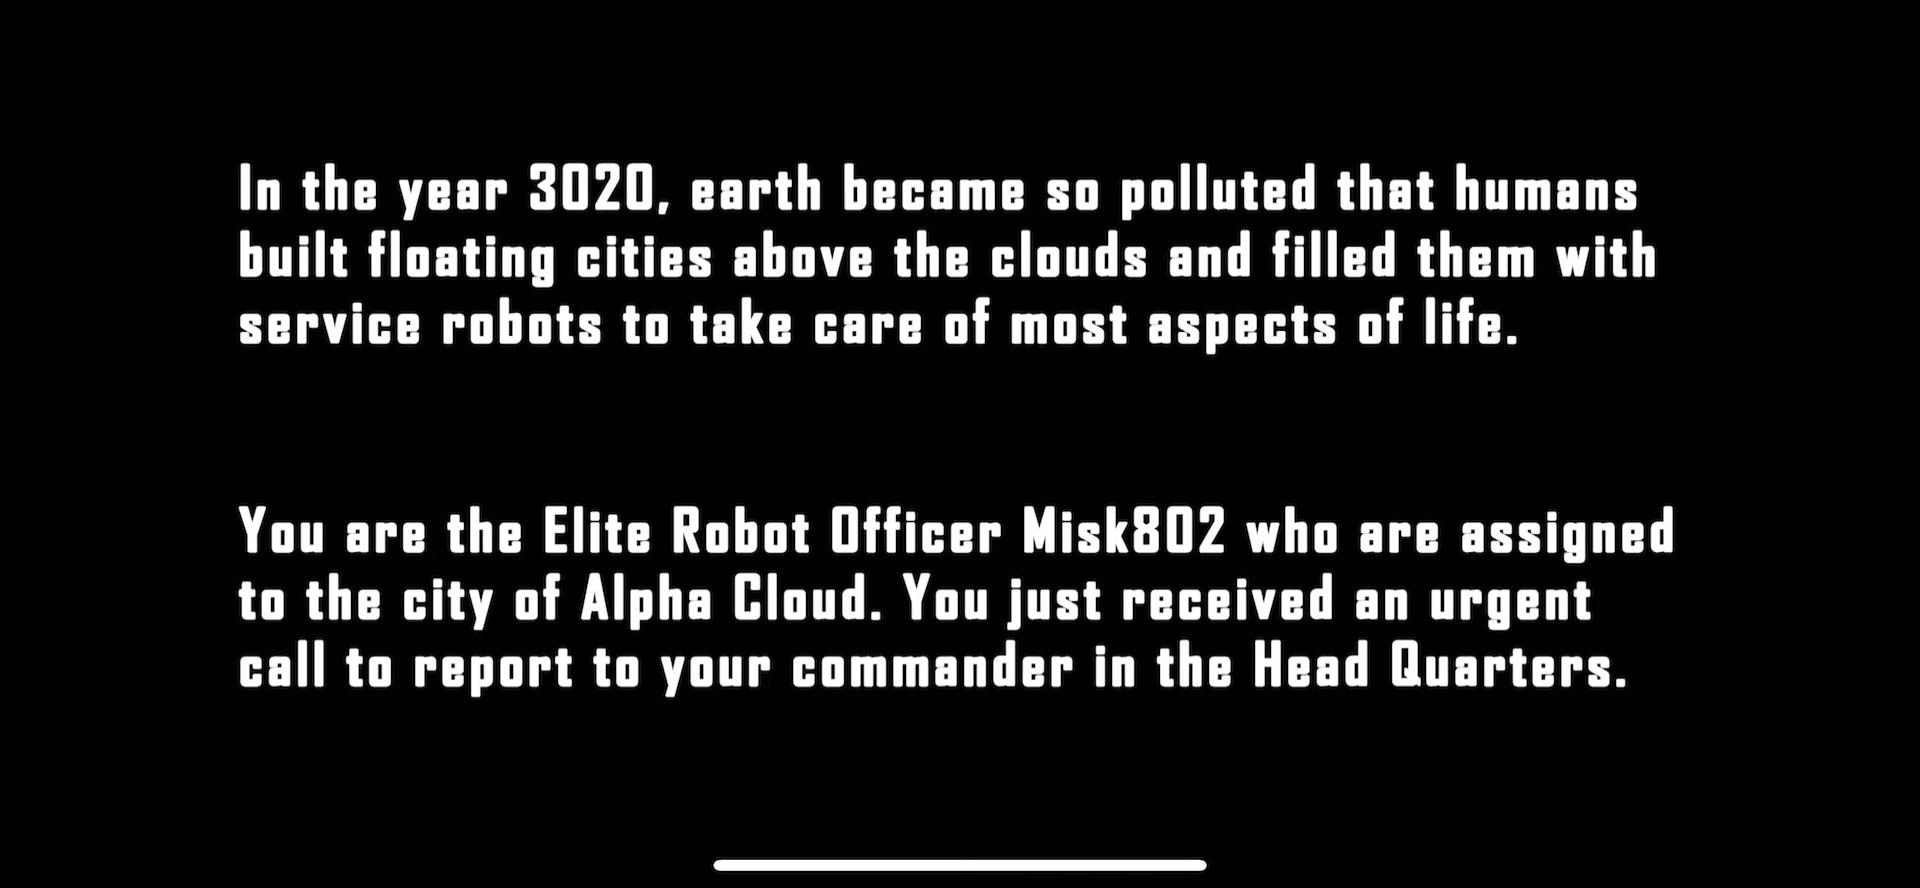 In the year 3020, earth became so polluted that humans
built floating cities above the clouds and filled them with
service robots to take care of most aspects of life.
You are the Elite Robot Officer Misk802 who are assigned
to the city of Alpha Cloud. You just received an urgent
call to report to your commander in the Head Quarters.